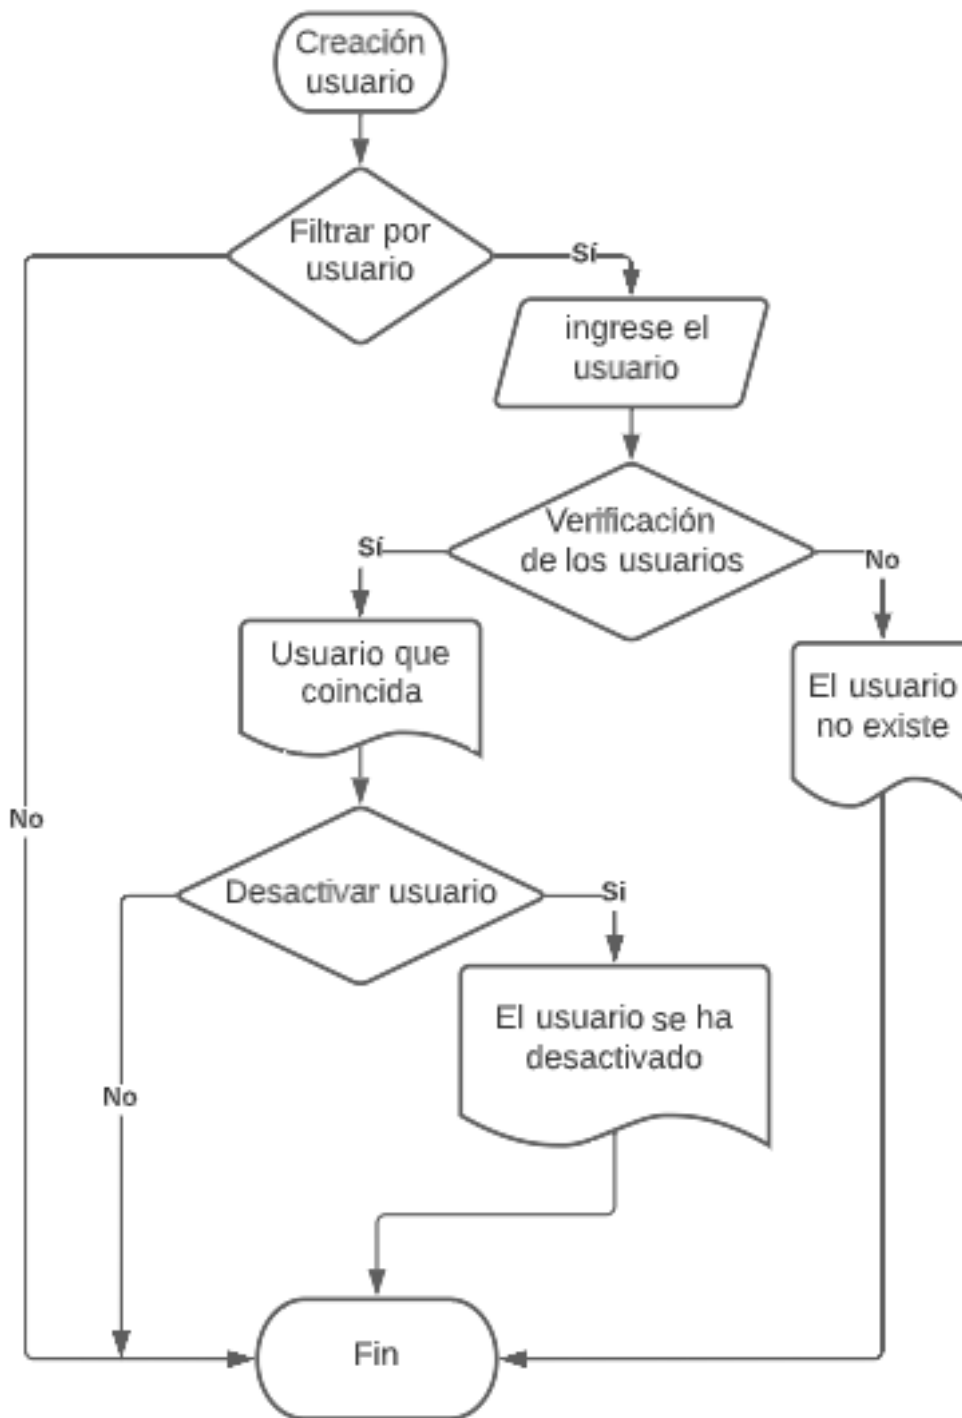 Creación
usuario
Filtrar por
usuario
Sí
ingrese el
usuario
Verificación
de los usuarios
Sí
No
Usuario que
coincida
El usuario
no existe
No
Desactivar usuario
Si
El usuario se ha
desactivado
No
Fin